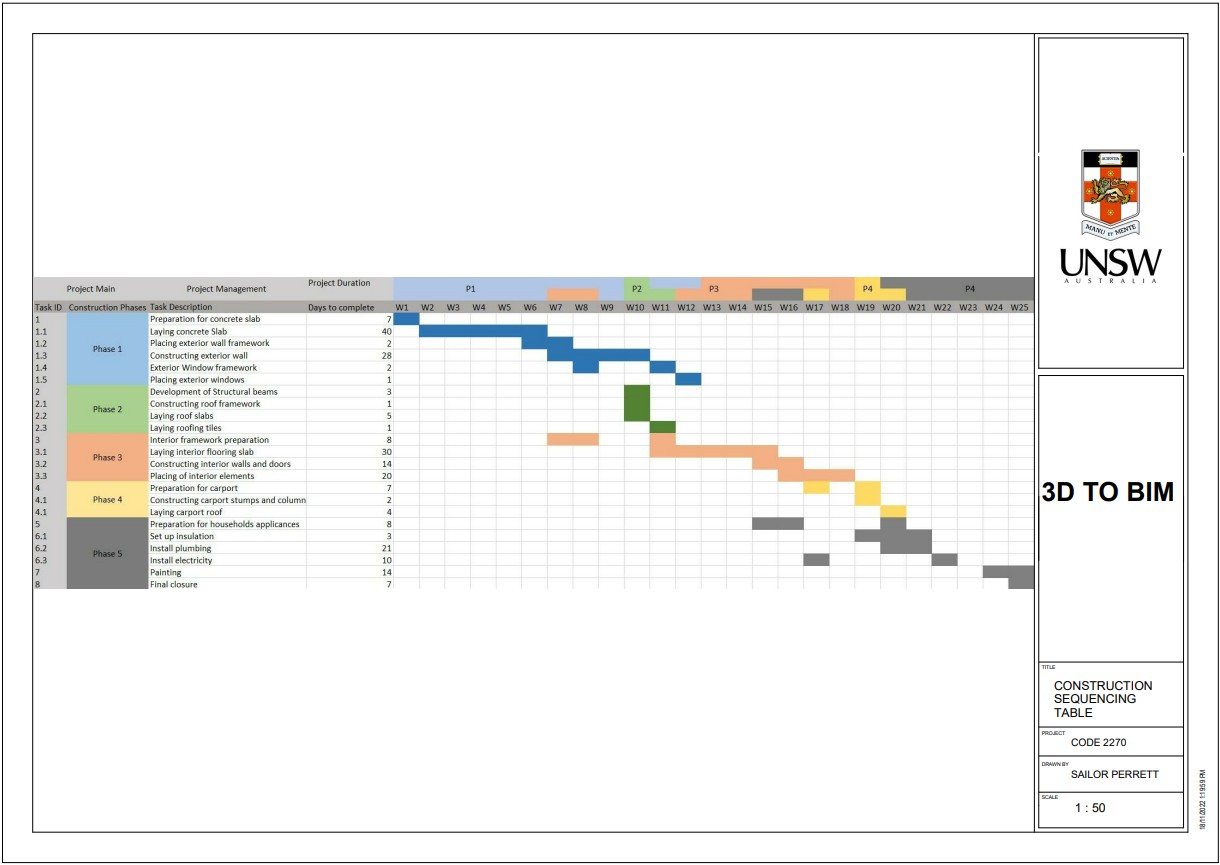 Project Main Project Management Project Duration P1 P2 P3 P4 P4
Task ID Construction Phases Task Description Days to complete W1 W2 W3 W4 W5 W6 W7 W8 W9 W10 W11 W12 W13 W14 W15 W16 W17 W18 W19 W20 W21 W22 W23 W24 W25
Phase 1
1 Preparation for concrete slab 7
1.1 Laying concrete Slab 40
1.2 Placing exterior wall framework 2
1.3 Constructing exterior wall 28
1.4 Exterior Window framework 2
1.5 Placing exterior windows 1
Phase 2
2 Development of Structural beams 3
2.1 Constructing roof framework 1
2.2 Laying roof slabs 5
2.3 Laying roofing tiles 1
Phase 3
3 Interior framework preparation 8
3.1 Laying interior flooring slab 30
3.2 Constructing interior walls and doors 14
3.3 Placing of interior elements 20
Phase 4
4 Preparation for carport 7
4.1 Constructing carport stumps and column 2
4.1 Laying carport roof 4
Phase 5
5 Preparation for households applicances 8
6.1 Set up insulation 3
6.2 Install plumbing 21
6.3 Install electricity 10
7 Painting 14
8 Final closure 7
SCIENTIA
MANU ET MENTE
UNSW
AUSTRALIA
3D TO BIM
TITLE
CONSTRUCTION
SEQUENCING
TABLE
PROJECT
CODE 2270
DRAWN BY
SAILOR PERRETT
SCALE
1 : 50
18/11/2022 1:19:59 PM